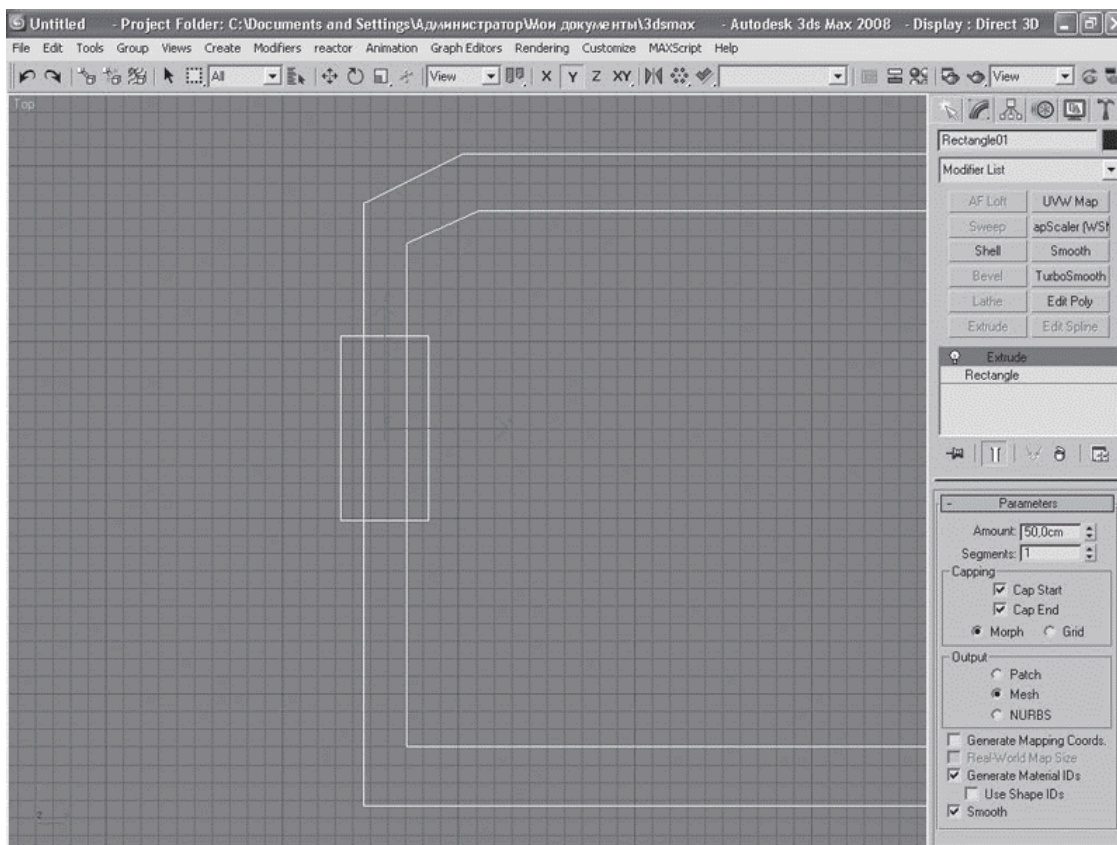 Untitled - Project Folder: C:\Documents and Settings\Администратор\Мои документы\3dsmax - Autodesk 3ds Max 2008 - Display : Direct 3D
File Edit Tools Group Views Create Modifiers reactor Animation Graph Editors Rendering Customize MAXScript Help
All View X Y Z XY View
Top
Rectangle01
Modifier List
AF Loft UVW Map
Sweep apScaler (WSM
Shell Smooth
Bevel TurboSmooth
Lathe Edit Poly
Extrude Edit Spline
Extrude
Rectangle
- Parameters
Amount: 50,0cm
Segments: 1
Capping
Cap Start
Cap End
Morph Grid
Output
Patch
Mesh
NURBS
Generate Mapping Coords.
Real-World Map Size
Generate Material IDs
Use Shape IDs
Smooth